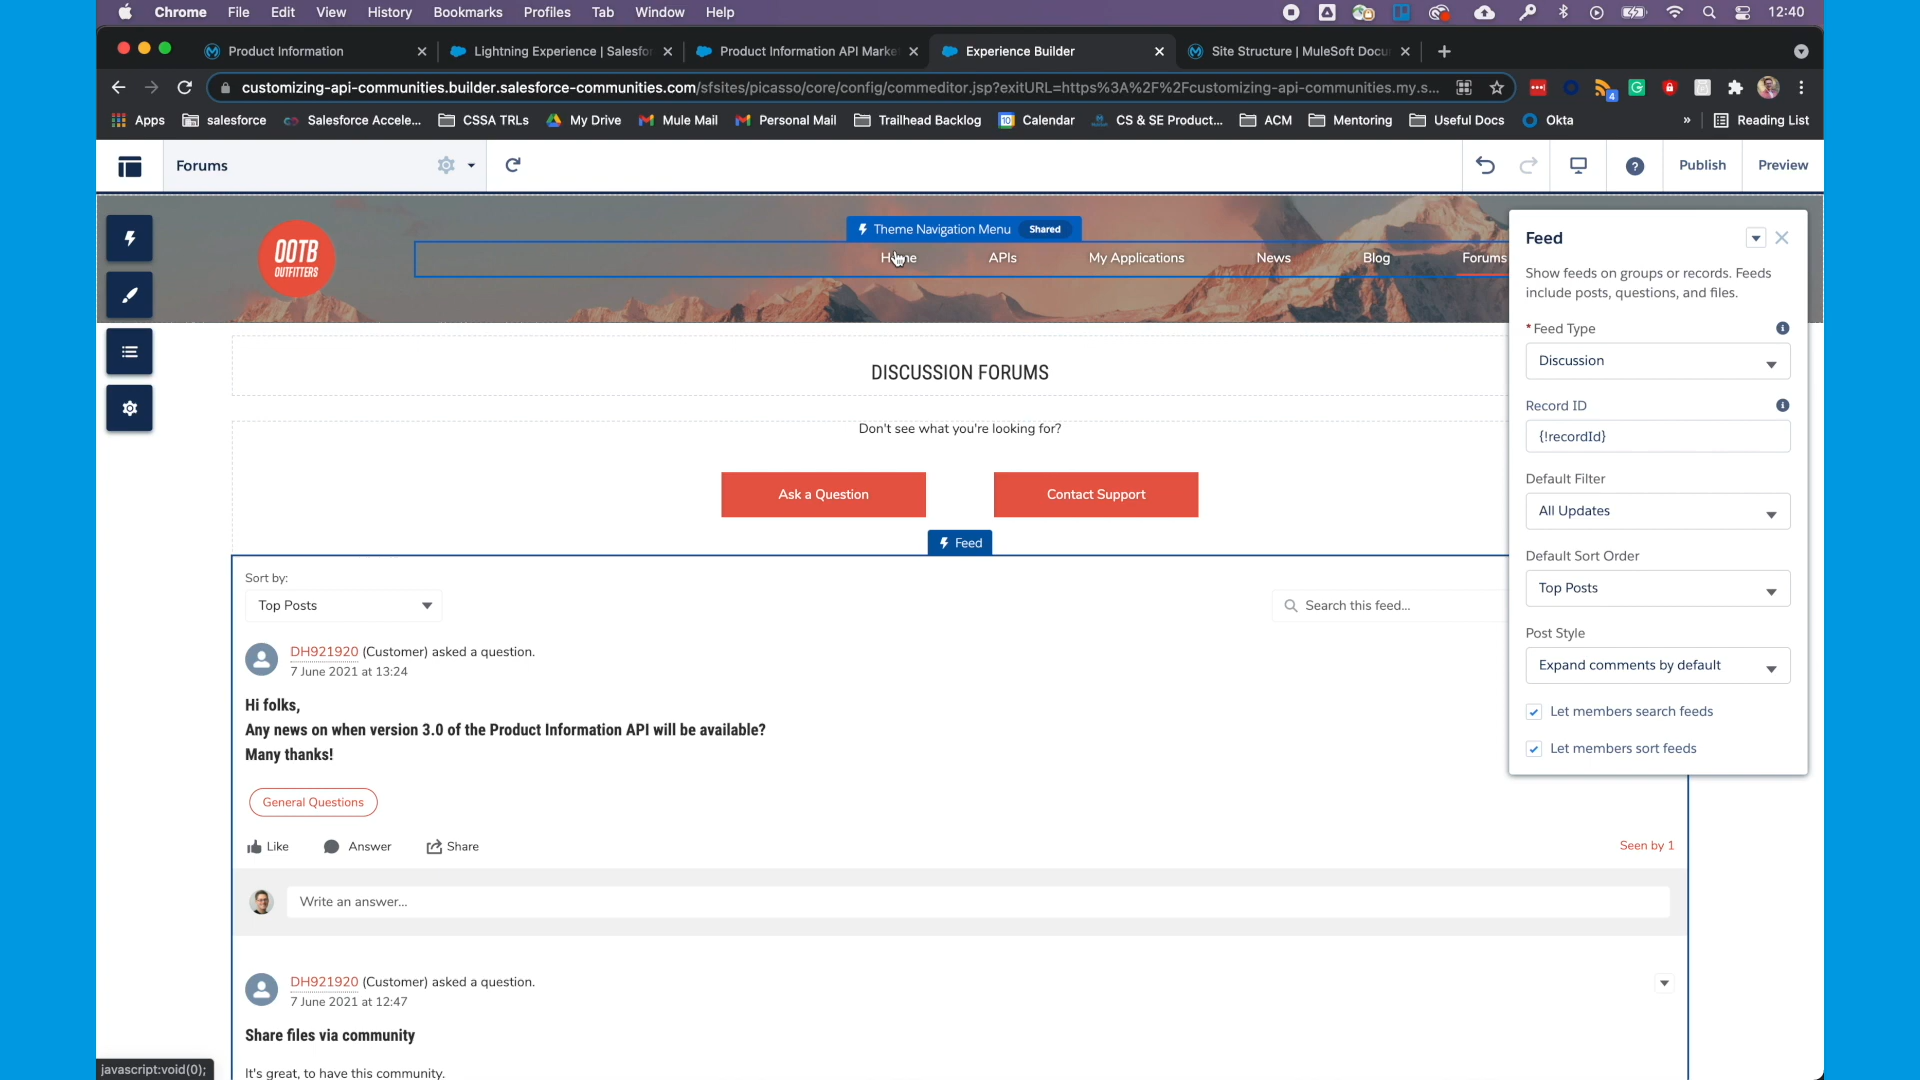 Chrome File Edit View History Bookmarks Profiles Tab Window Help 12:40
Product Information Lightning Experience | Salesfor Product Information API Marke Experience Builder Site Structure | MuleSoft Docu
customizing-api-communities.builder.salesforce-communities.com/sfsites/picasso/core/config/commeditor.jsp?exitURL=https%3A%2F%2Fcustomizing-api-communities.my.s...
Apps salesforce Salesforce Accele... CSSA TRLs My Drive Mule Mail Personal Mail Trailhead Backlog Calendar CS & SE Product... ACM Mentoring Useful Docs Okta » Reading List
Forums Publish Preview
Theme Navigation Menu Shared
OOTB
OUTFITTERS
Home APIs My Applications News Blog Forums
DISCUSSION FORUMS
Don't see what you're looking for?
Ask a Question Contact Support
Feed
Sort by:
Top Posts
Search this feed...
DH921920 (Customer) asked a question.
7 June 2021 at 13:24
Hi folks,
Any news on when version 3.0 of the Product Information API will be available?
Many thanks!
General Questions
Like Answer Share Seen by 1
Write an answer...
DH921920 (Customer) asked a question.
7 June 2021 at 12:47
Share files via community
It's great, to have this community.
Feed
Show feeds on groups or records. Feeds
include posts, questions, and files.
* Feed Type
Discussion
Record ID
{!recordId}
Default Filter
All Updates
Default Sort Order
Top Posts
Post Style
Expand comments by default
Let members search feeds
Let members sort feeds
javascript:void(0);